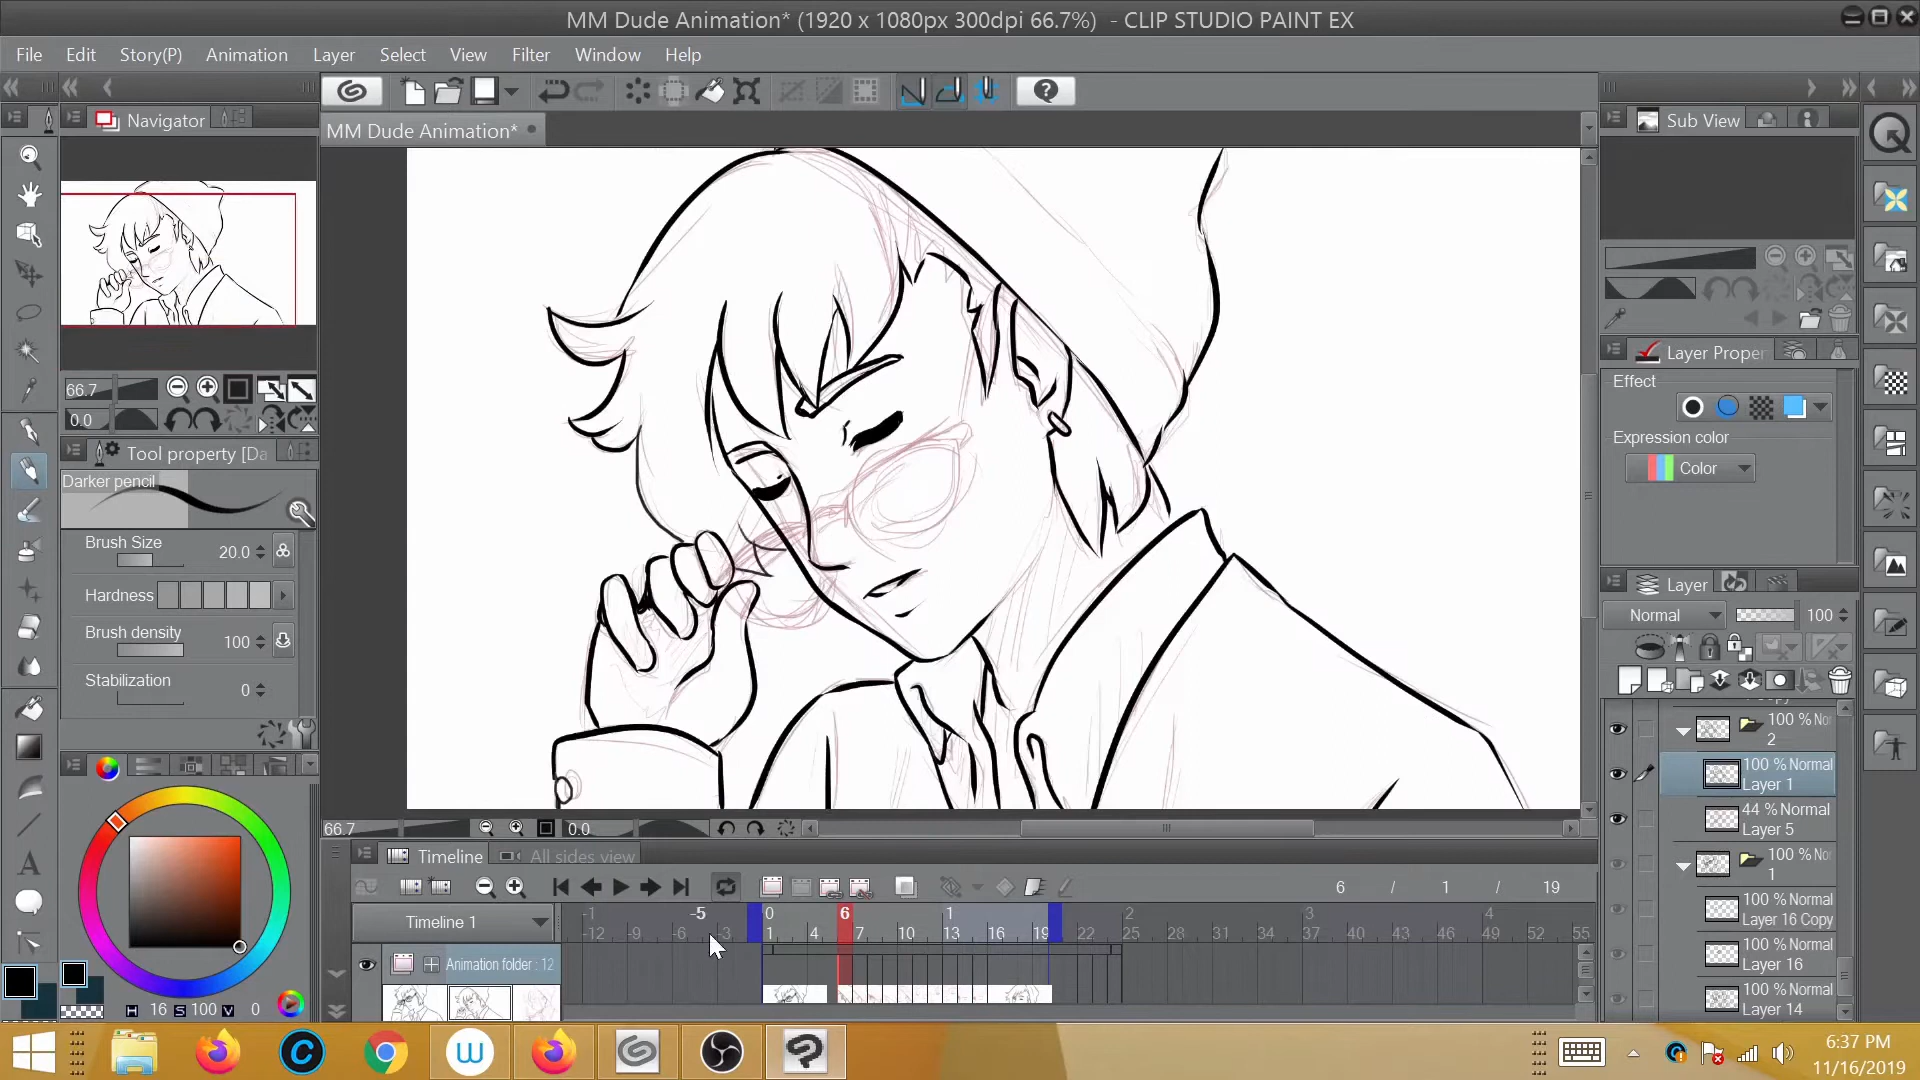 MM Dude Animation* (1920 x 1080px 300dpi 66.7%)  - CLIP STUDIO PAINT EX
File Edit Story(P) Animation Layer Select View Filter Window Help
Navigator
MM Dude Animation*
Sub View
66.7
0.0
Tool property [Da
Darker pencil
Brush Size 20.0
Hardness
Brush density 100
Stabilization 0
H 16 S 100 V 0
Layer Proper
Effect
Expression color
Color
Layer
Normal 100
100 % No
2
100 % Normal
Layer 1
44 % Normal
Layer 5
100 % No
1
100 % Normal
Layer 16 Copy
100 % Normal
Layer 16
100 % Normal
Layer 14
66.7 0.0
Timeline All sides view
6 / 1 / 19
Timeline 1
-1 -5 0 6 1 2 3 4
-12 -9 -6 -3 1 4 7 10 13 16 19 22 25 28 31 34 37 40 43 46 49 52 55
Animation folder : 12
6:37 PM
11/16/2019